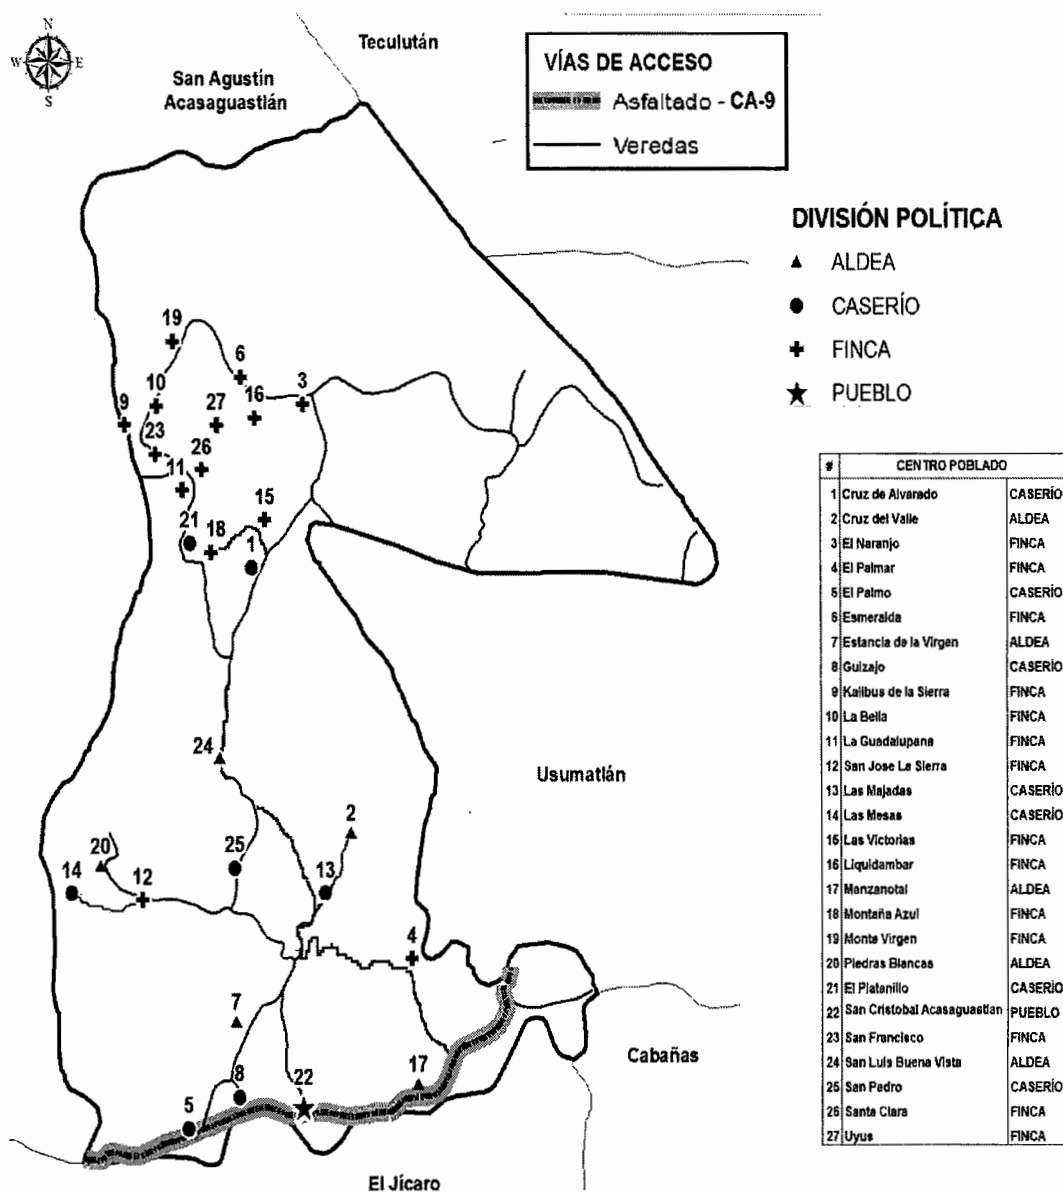 N
W E
S
Teculután
San Agustín
Acasaguastlán
VÍAS DE ACCESO
Asfaltado - CA-9
Veredas
DIVISIÓN POLÍTICA
ALDEA
CASERÍO
FINCA
PUEBLO
19
6
10
3
9
27
16
23
26
11
15
21
18
1
24
Usumatlán
2
20
25
14
12
13
4
7
Cabañas
17
22
8
5
El Jícaro
# CENTRO POBLADO
1 Cruz de Alvarado CASERÍO
2 Cruz del Valle ALDEA
3 El Naranjo FINCA
4 El Palmar FINCA
5 El Palmo CASERÍO
6 Esmeralda FINCA
7 Estancia de la Virgen ALDEA
8 Guizajo CASERÍO
9 Kalibus de la Sierra FINCA
10 La Bella FINCA
11 La Guadalupana FINCA
12 San Jose La Sierra FINCA
13 Las Majadas CASERÍO
14 Las Mesas CASERÍO
15 Las Victorias FINCA
16 Liquidambar FINCA
17 Manzanotal ALDEA
18 Montaña Azul FINCA
19 Monte Virgen FINCA
20 Piedras Blancas ALDEA
21 El Platanillo CASERÍO
22 San Cristobal Acasaguastlan PUEBLO
23 San Francisco FINCA
24 San Luis Buena Vista ALDEA
25 San Pedro CASERÍO
26 Santa Clara FINCA
27 Uyus FINCA